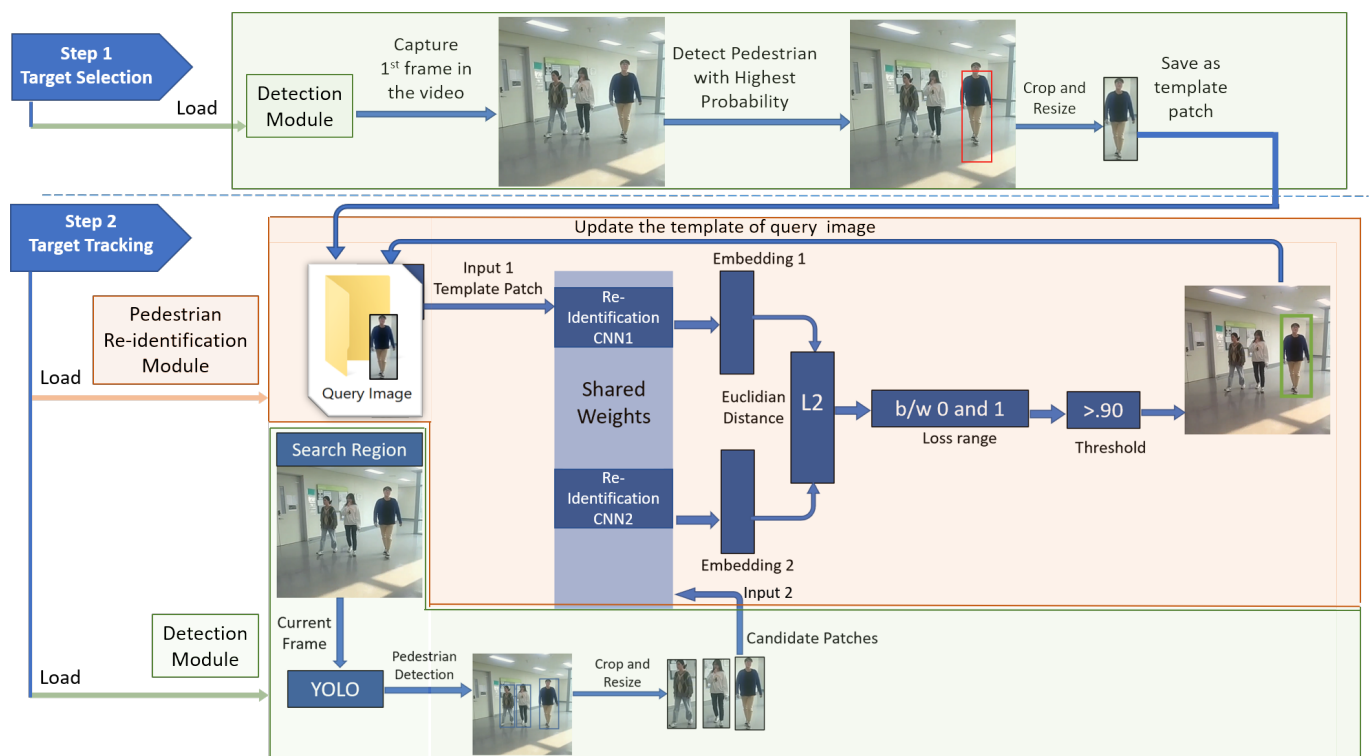 Step 1
Target Selection
Load
Detection
Module
Capture
1st frame in
the video
Detect Pedestrian
with Highest
Probability
Crop and
Resize
Save as
template
patch
Step 2
Target Tracking
Update the template of query image
Pedestrian
Re-identification
Module
Load
Query Image
Input 1
Template Patch
Re-
Identification
CNN1
Shared
Weights
Re-
Identification
CNN2
Embedding 1
Euclidian
Distance
L2
Embedding 2
b/w 0 and 1
Loss range
>.90
Threshold
Search Region
Input 2
Candidate Patches
Detection
Module
Load
Current
Frame
YOLO
Pedestrian
Detection
Crop and
Resize